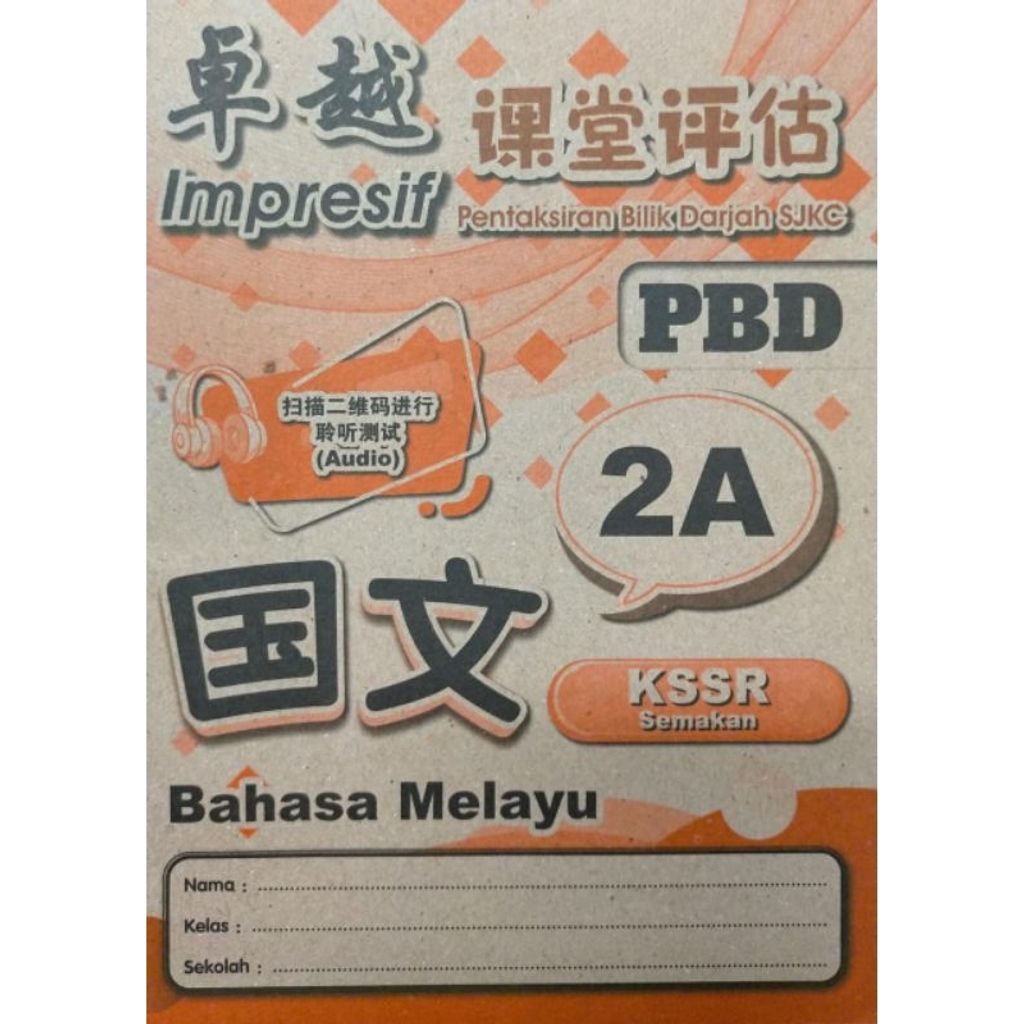 卓越
Impresif
课堂评估
Pentaksiran Bilik Darjah SJKC
PBD
扫描二维码进行
聆听测试
(Audio)
2A
国文
KSSR
Semakan
Bahasa Melayu
Nama :
Kelas :
Sekolah :